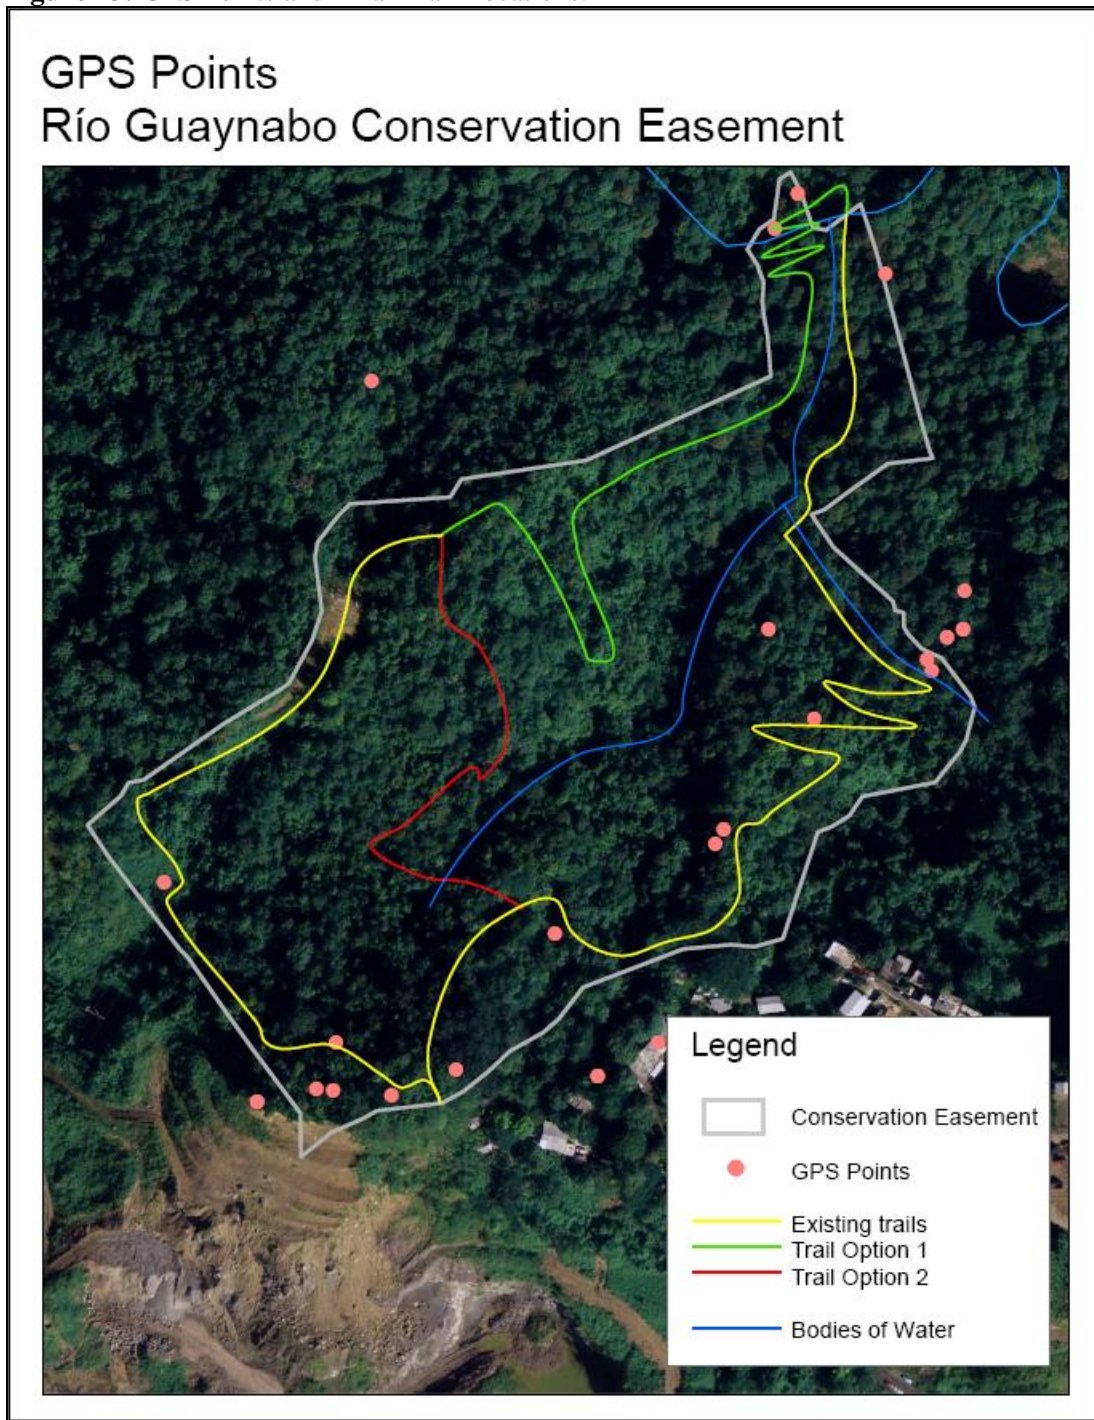 GPS Points
Río Guaynabo Conservation Easement
Legend
Conservation Easement
GPS Points
Existing trails
Trail Option 1
Trail Option 2
Bodies of Water